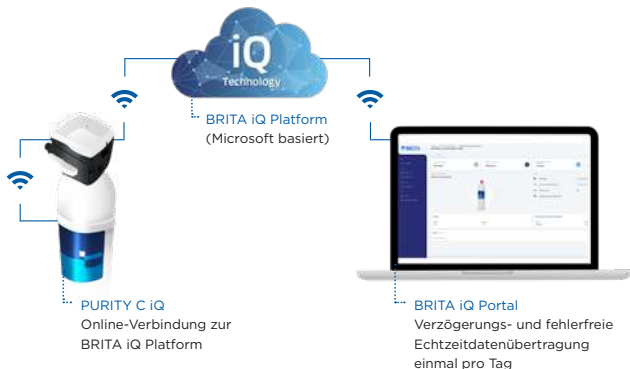 iQ
Technology
BRITA iQ Platform
(Microsoft basiert)
BRITA
PURITY C iQ
Online-Verbindung zur
BRITA iQ Platform
BRITA iQ Portal
Verzögerungs- und fehlerfreie
Echtzeitdatenübertragung
einmal pro Tag